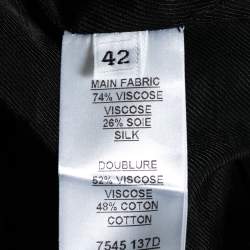 42
MAIN FABRIC
74% VISCOSE
VISCOSE
26% SOIE
SILK
DOUBLURE
52% VISCOSE
VISCOSE
48% COTON
COTTON
7545 137D